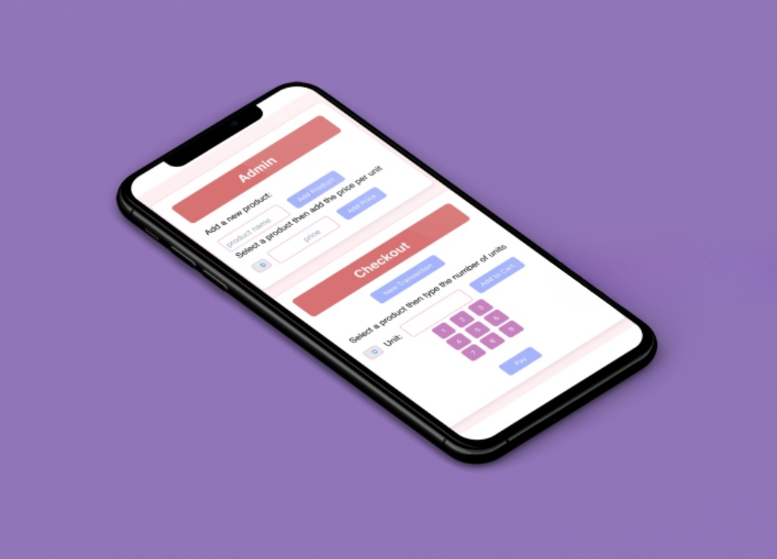 Admin
Add a new product:
product name
Add Product
Select a product then add the price per unit
price
Add Price
Checkout
New Transaction
Select a product then type the number of units
Unit:
Add to Cart
1 2 3
4 5 6
7 8 9
Pay